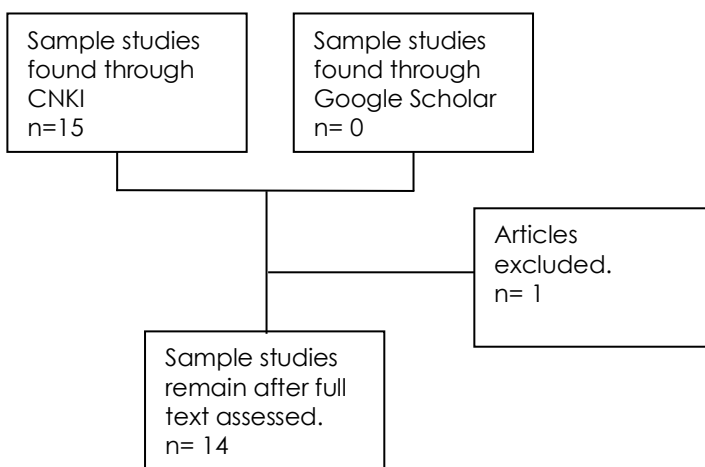 Sample studies
found through
CNKI
n=15
Sample studies
found through
Google Scholar
n= 0
Articles
excluded.
n= 1
Sample studies
remain after full
text assessed.
n= 14